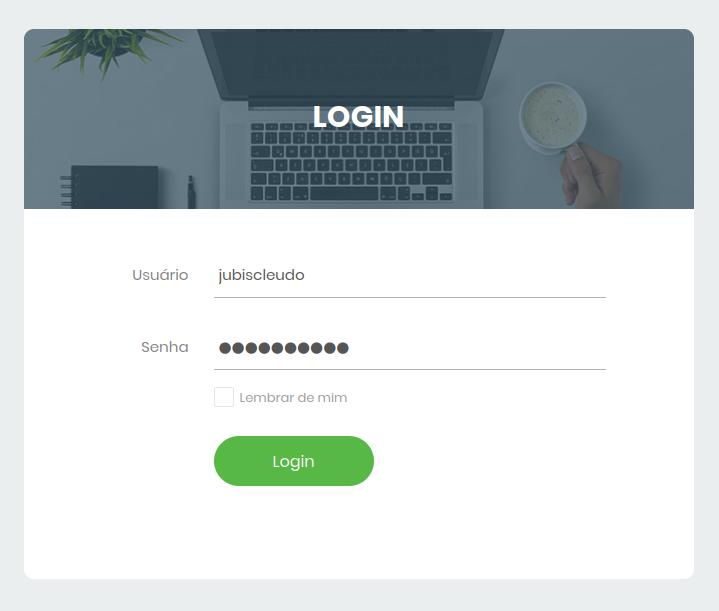 LOGIN
Usuário jubiscleudo
Senha ●●●●●●●●●●
Lembrar de mim
Login